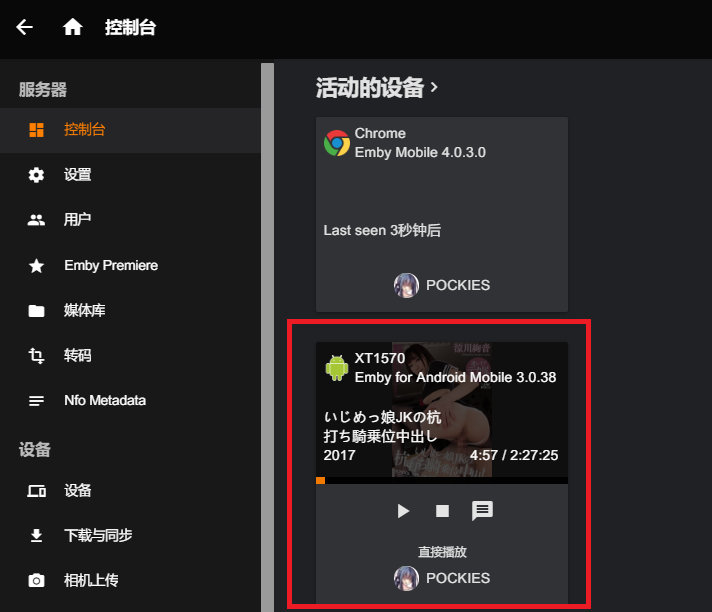 控制台
服务器
控制台
设置
用户
Emby Premiere
媒体库
转码
Nfo Metadata
设备
设备
下载与同步
相机上传
活动的设备
Chrome
Emby Mobile 4.0.3.0
Last seen 3秒钟后
POCKIES
XT1570
Emby for Android Mobile 3.0.38
いじめっ娘JKの杭
打ち騎乗位中出し
2017
4:57 / 2:27:25
直接播放
POCKIES